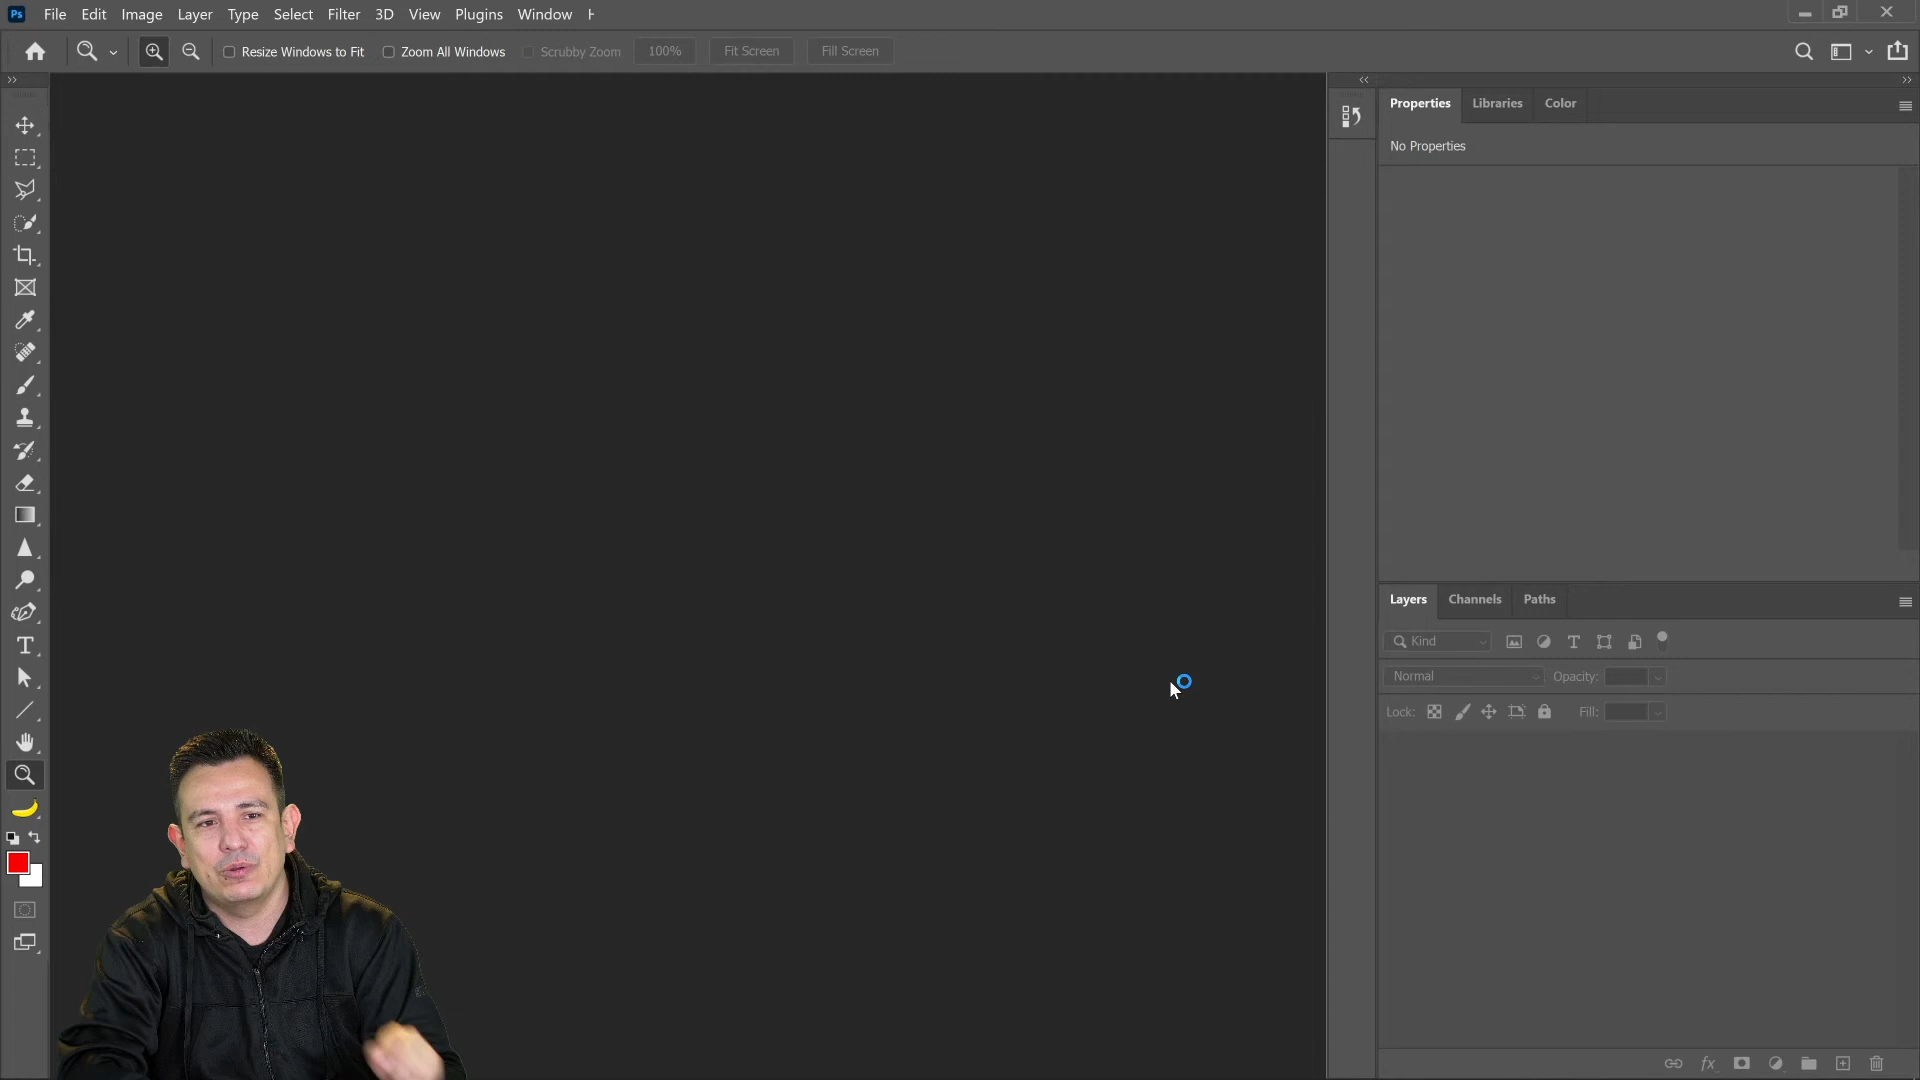 Ps File Edit Image Layer Type Select Filter 3D View Plugins Window
Resize Windows to Fit Zoom All Windows Scrubby Zoom 100% Fit Screen Fill Screen
Properties Libraries Color
No Properties
Layers Channels Paths
Kind
Normal Opacity:
Lock: Fill:
fx